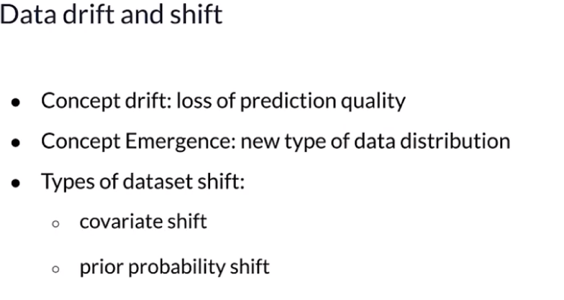 Data drift and shift
● Concept drift: loss of prediction quality
● Concept Emergence: new type of data distribution
● Types of dataset shift:
○ covariate shift
○ prior probability shift